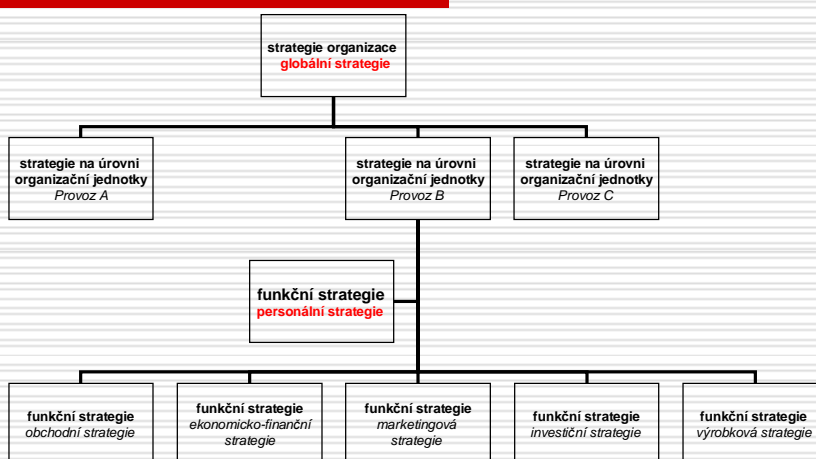 strategie organizace
globální strategie
strategie na úrovni
organizační jednotky
Provoz A
strategie na úrovni
organizační jednotky
Provoz B
strategie na úrovni
organizační jednotky
Provoz C
funkční strategie
personální strategie
funkční strategie
obchodní strategie
funkční strategie
ekonomicko-finanční
strategie
funkční strategie
marketingová
strategie
funkční strategie
investiční strategie
funkční strategie
výrobková strategie